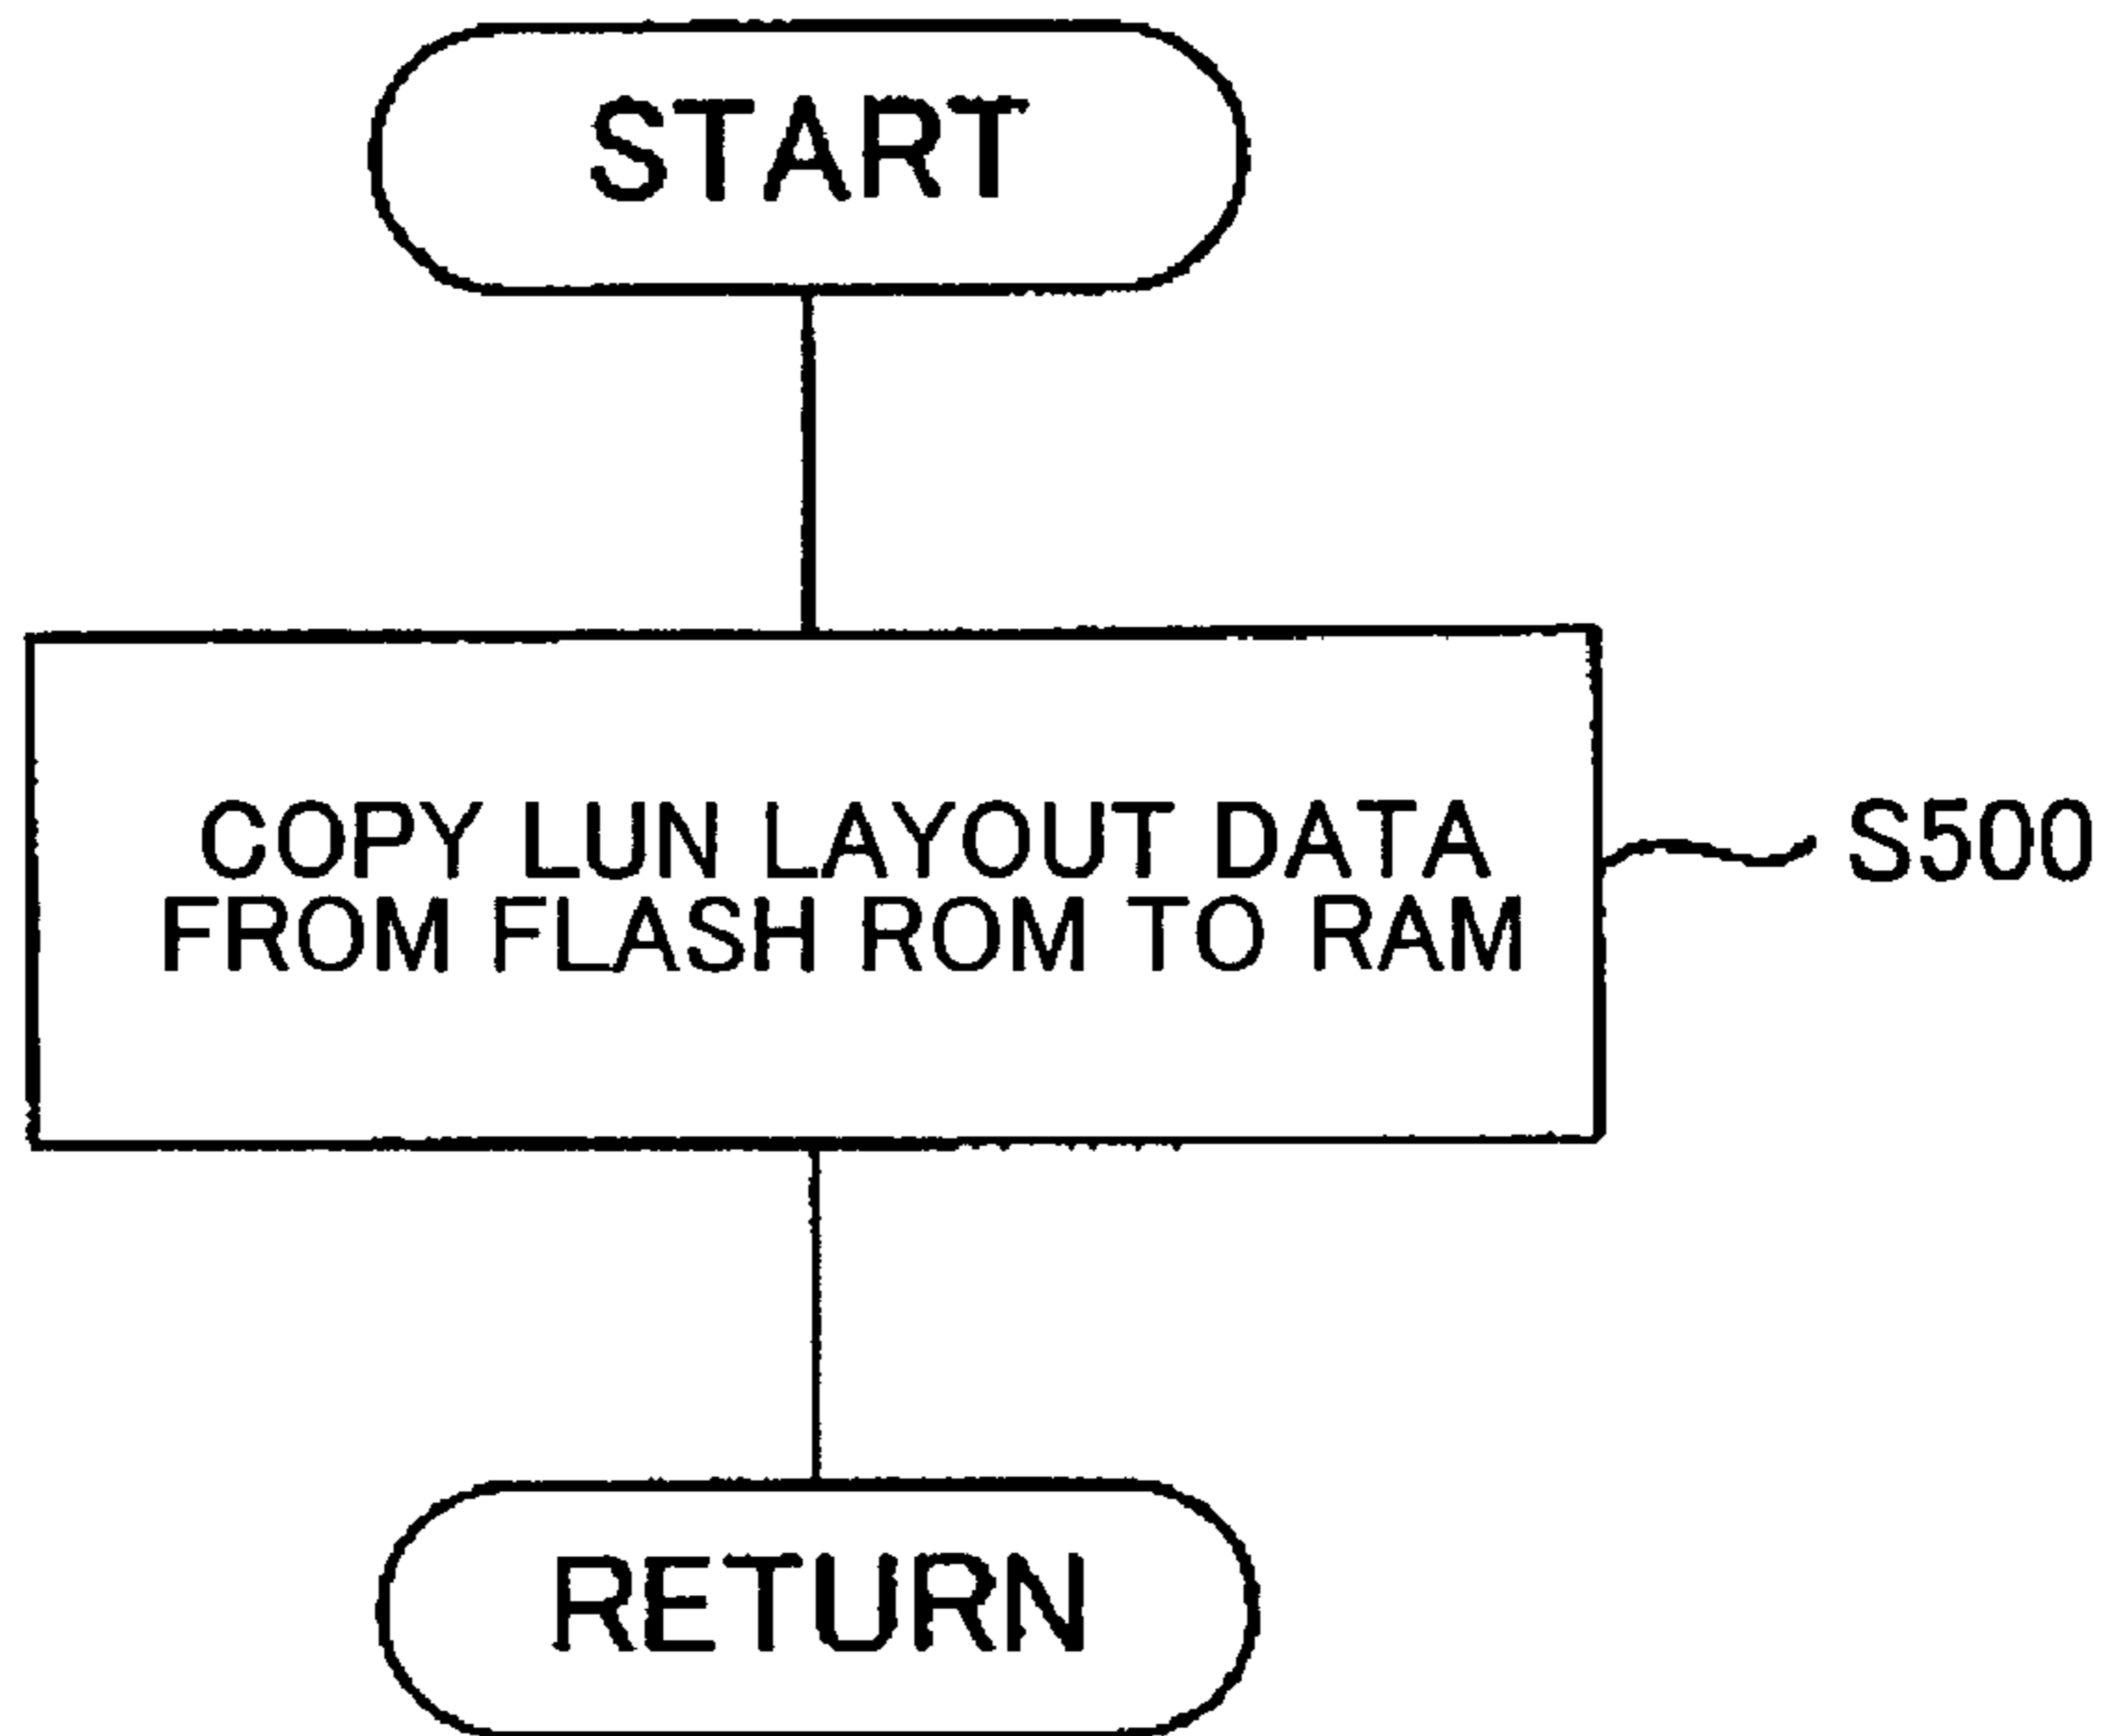 START
COPY LUN LAYOUT DATA
FROM FLASH ROM TO RAM
S500
RETURN